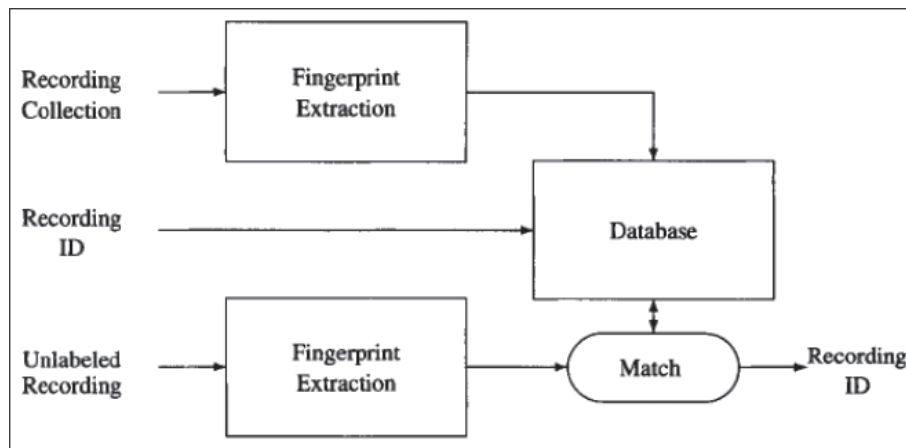 Recording
Collection
Fingerprint
Extraction
Recording
ID
Database
Unlabeled
Recording
Fingerprint
Extraction
Match
Recording
ID